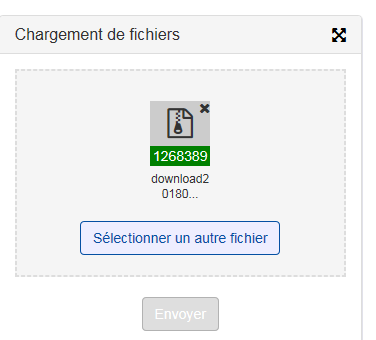 Chargement de fichiers
1268389
download2
0180...
Sélectionner un autre fichier
Envoyer